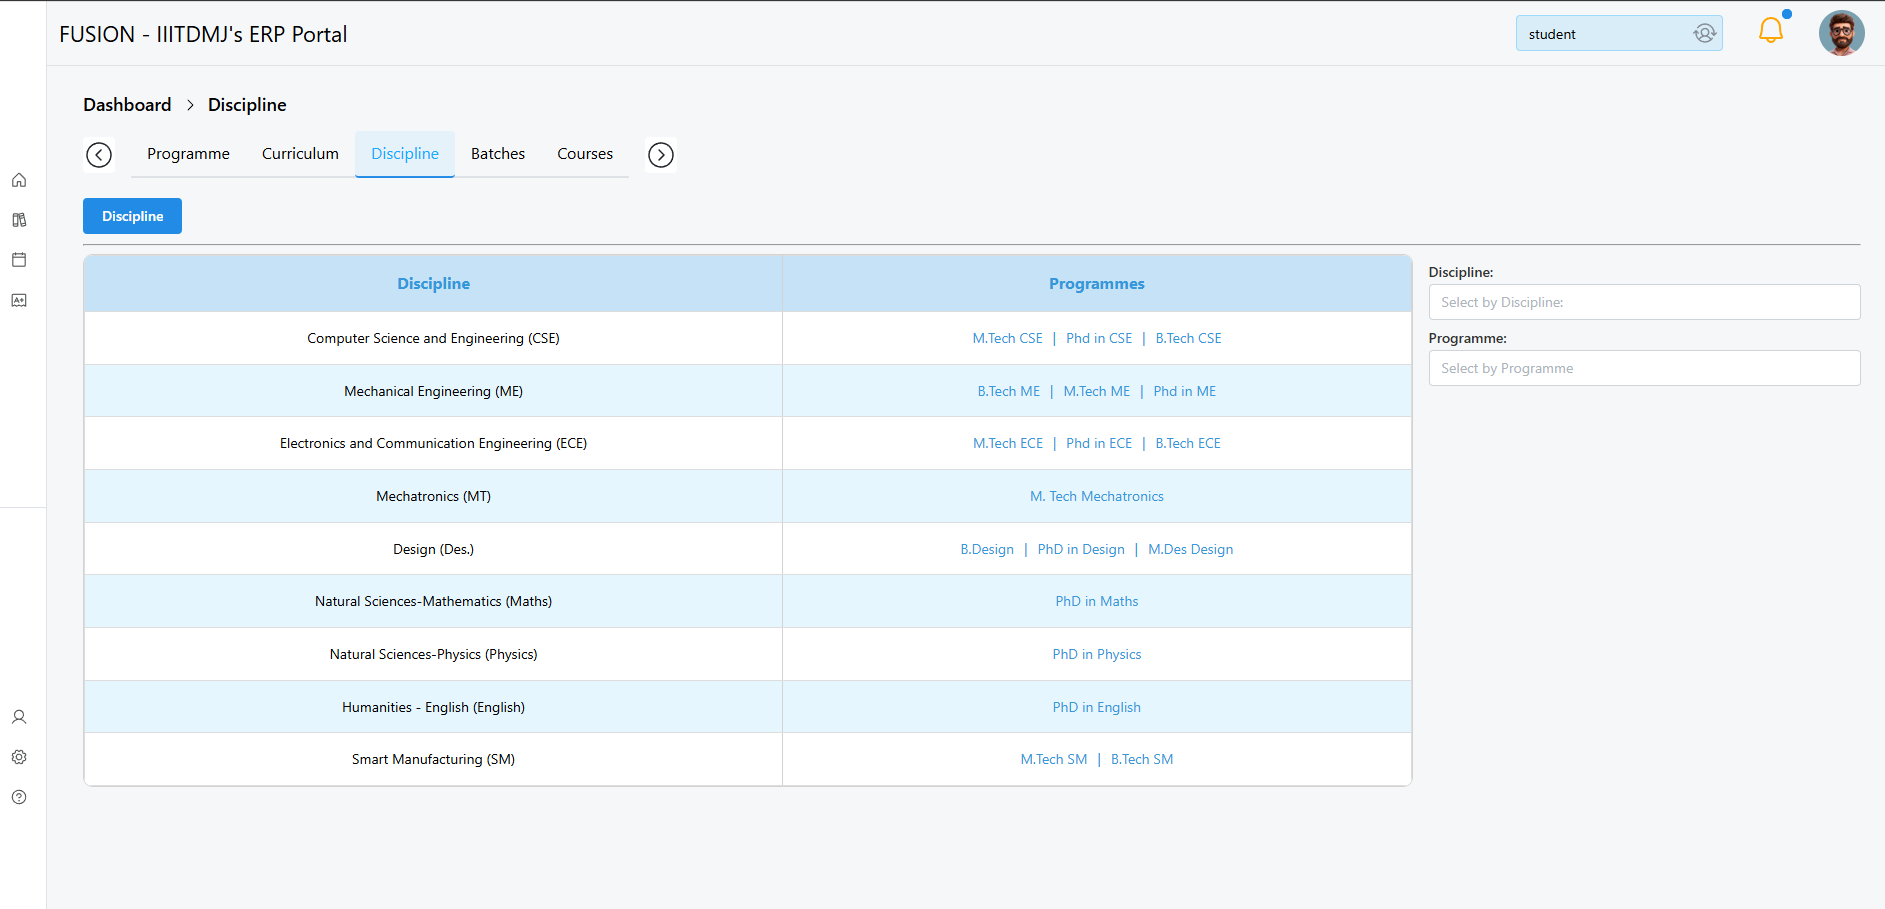 FUSION - IIITDMJ's ERP Portal
student
Dashboard > Discipline
Programme Curriculum Discipline Batches Courses
Discipline
Discipline Programmes
Computer Science and Engineering (CSE) M.Tech CSE | Phd in CSE | B.Tech CSE
Mechanical Engineering (ME) B.Tech ME | M.Tech ME | Phd in ME
Electronics and Communication Engineering (ECE) M.Tech ECE | Phd in ECE | B.Tech ECE
Mechatronics (MT) M. Tech Mechatronics
Design (Des.) B.Design | PhD in Design | M.Des Design
Natural Sciences-Mathematics (Maths) PhD in Maths
Natural Sciences-Physics (Physics) PhD in Physics
Humanities - English (English) PhD in English
Smart Manufacturing (SM) M.Tech SM | B.Tech SM
Discipline:
Select by Discipline:
Programme:
Select by Programme
A+